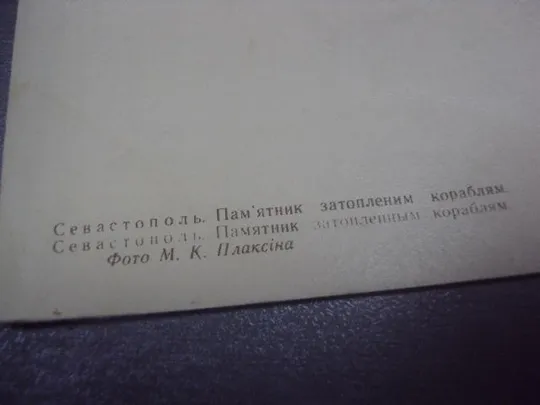 Севастополь. Пам'ятник затопленим кораблям.
Севастополь. Памятник затопленным кораблям
Фото М. К. Плаксіна